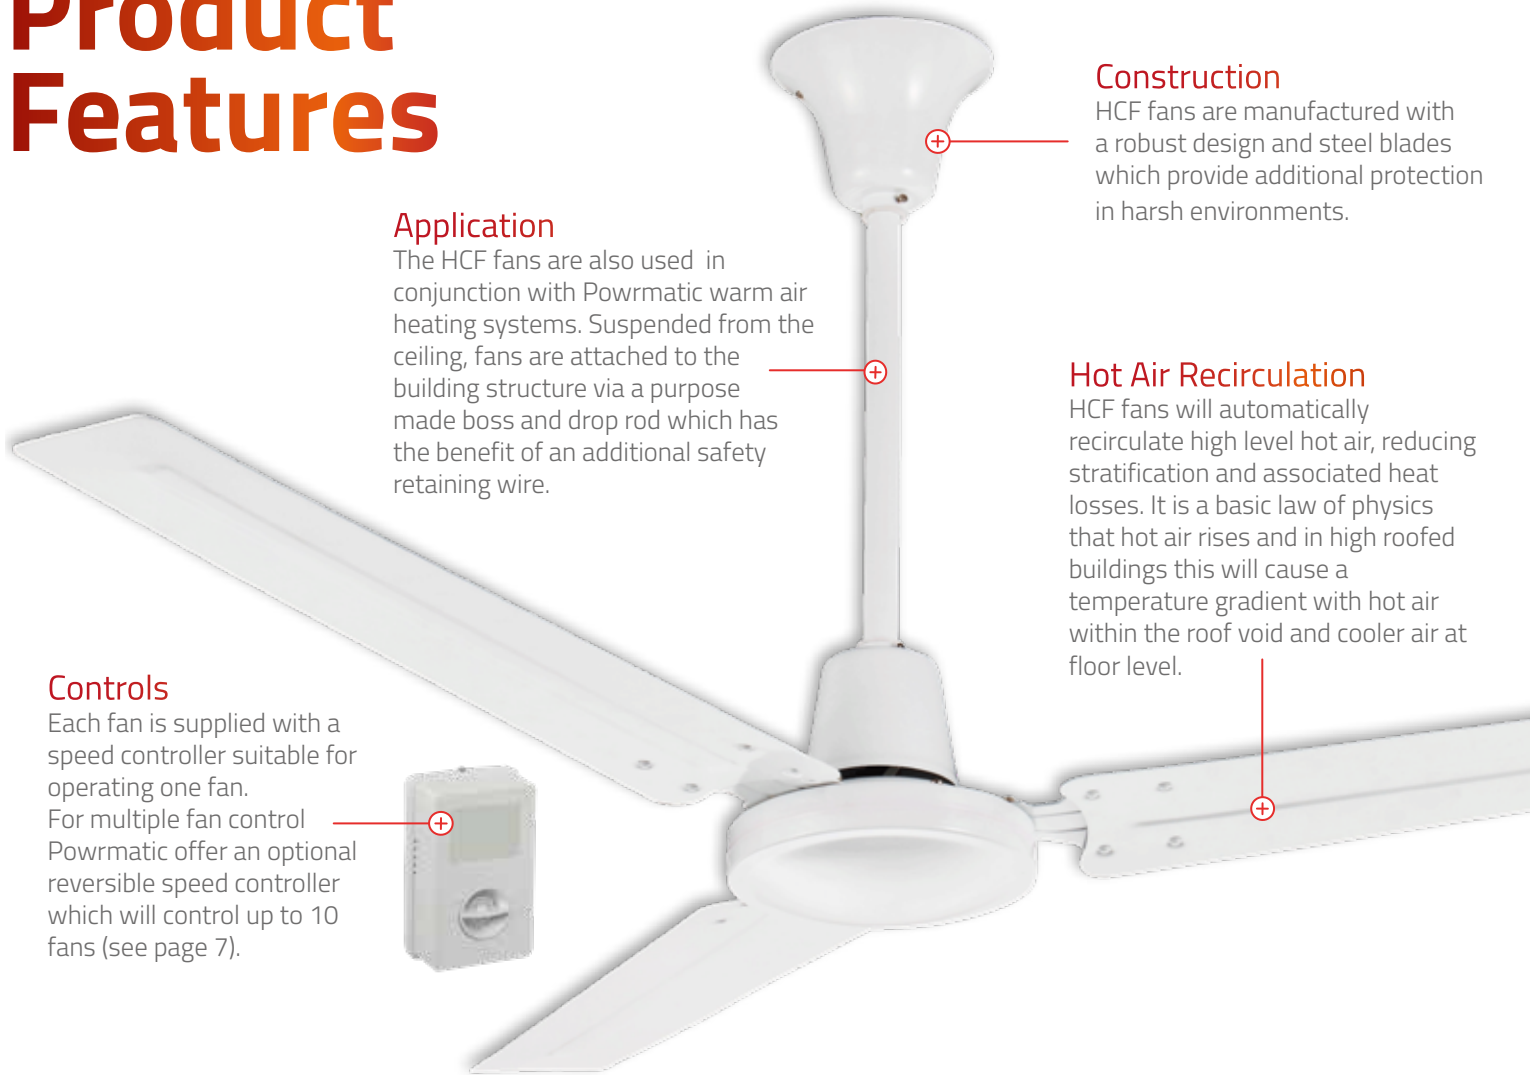 Product
Features
Construction
HCF fans are manufactured with
a robust design and steel blades
which provide additional protection
in harsh environments.
Application
The HCF fans are also used in
conjunction with Powrmatic warm air
heating systems. Suspended from the
ceiling, fans are attached to the
building structure via a purpose
made boss and drop rod which has
the benefit of an additional safety
retaining wire.
Hot Air Recirculation
HCF fans will automatically
recirculate high level hot air, reducing
stratification and associated heat
losses. It is a basic law of physics
that hot air rises and in high roofed
buildings this will cause a
temperature gradient with hot air
within the roof void and cooler air at
floor level.
Controls
Each fan is supplied with a
speed controller suitable for
operating one fan.
For multiple fan control
Powrmatic offer an optional
reversible speed controller
which will control up to 10
fans (see page 7).